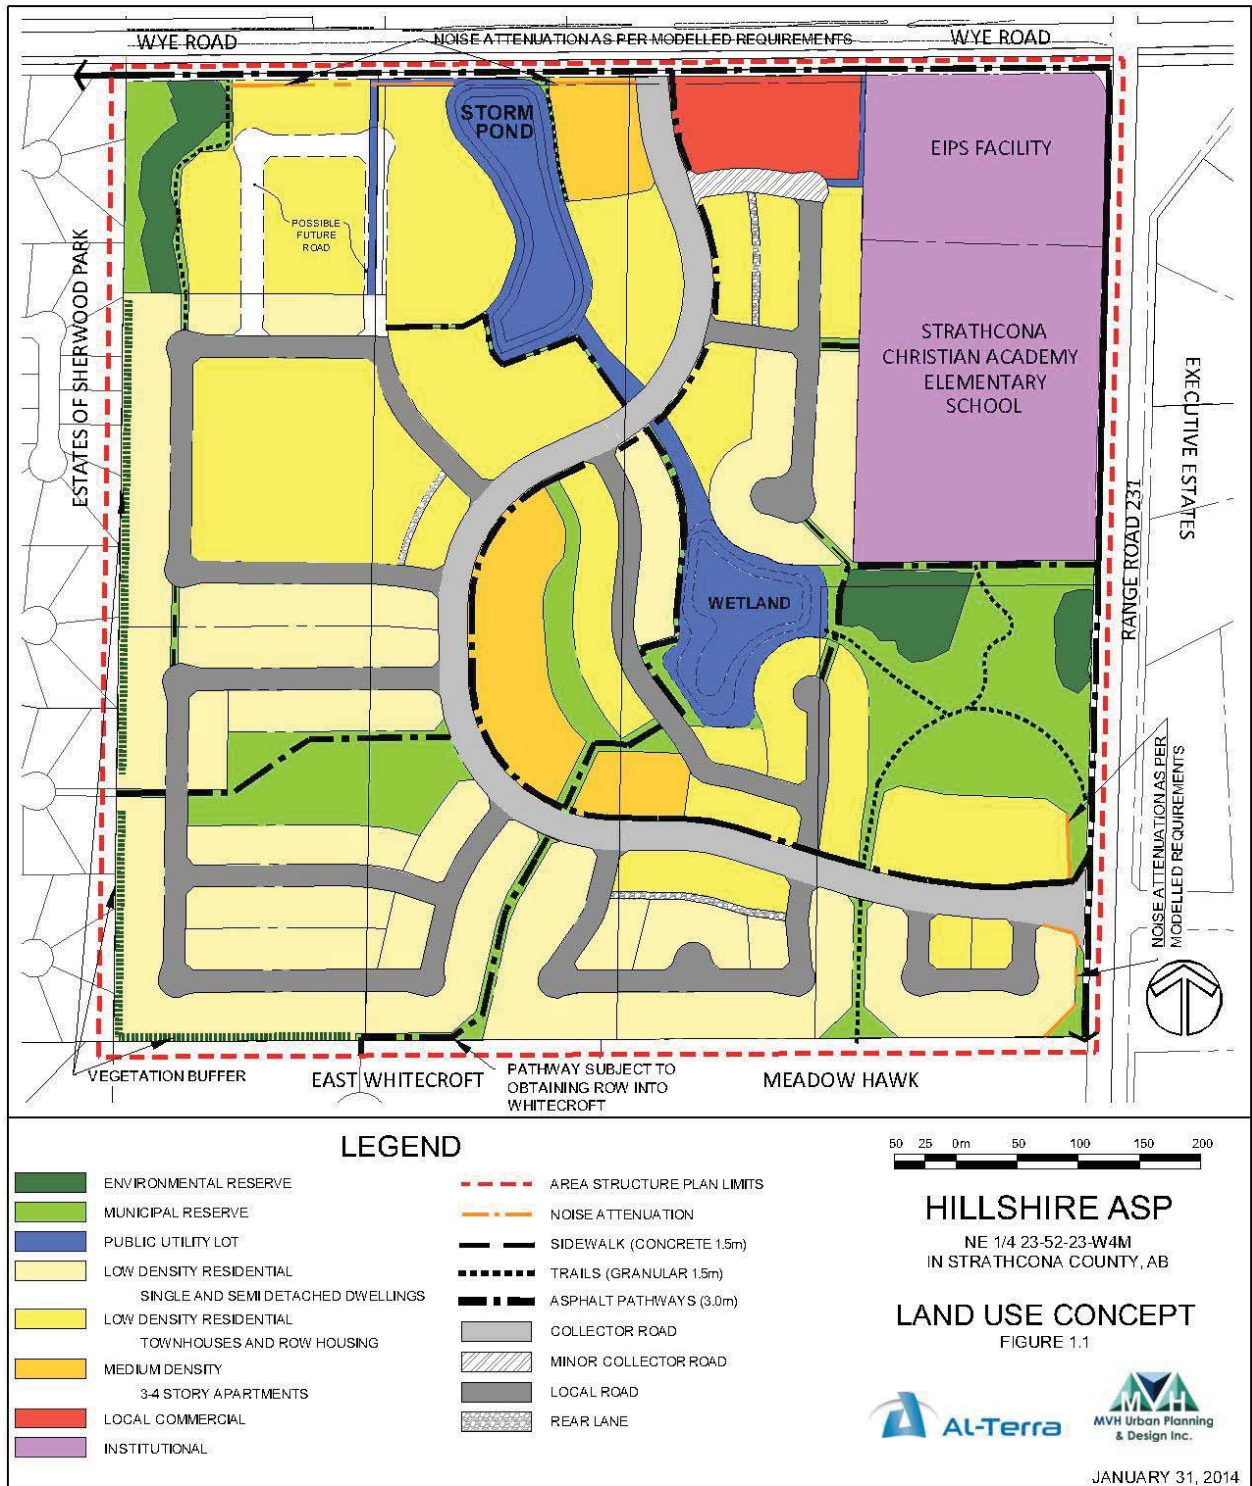 WYE ROAD
NOISE ATTENUATION AS PER MODELLED REQUIREMENTS
WYE ROAD
STORM
POND
EIPS FACILITY
POSSIBLE
FUTURE
ROAD
ESTATES OF SHERWOOD PARK
STRATHCONA
CHRISTIAN ACADEMY
ELEMENTARY
SCHOOL
EXECUTIVE ESTATES
RANGE ROAD 231
WETLAND
NOISE ATTENUATION AS PER
MODELLED REQUIREMENTS
VEGETATION BUFFER
EAST WHITECROFT
PATHWAY SUBJECT TO
OBTAINING ROW INTO
WHITECROFT
MEADOW HAWK
LEGEND
ENVIRONMENTAL RESERVE
MUNICIPAL RESERVE
PUBLIC UTILITY LOT
LOW DENSITY RESIDENTIAL
SINGLE AND SEMI DETACHED DWELLINGS
LOW DENSITY RESIDENTIAL
TOWNHOUSES AND ROW HOUSING
MEDIUM DENSITY
3-4 STORY APARTMENTS
LOCAL COMMERCIAL
INSTITUTIONAL
AREA STRUCTURE PLAN LIMITS
NOISE ATTENUATION
SIDEWALK (CONCRETE 1.5m)
TRAILS (GRANULAR 1.5m)
ASPHALT PATHWAYS (3.0m)
COLLECTOR ROAD
MINOR COLLECTOR ROAD
LOCAL ROAD
REAR LANE
50 25 0m 50 100 150 200
HILLSHIRE ASP
NE 1/4 23-52-23-W4M
IN STRATHCONA COUNTY, AB
LAND USE CONCEPT
FIGURE 1.1
AL-Terra
MVH
MVH Urban Planning
& Design Inc.
JANUARY 31, 2014